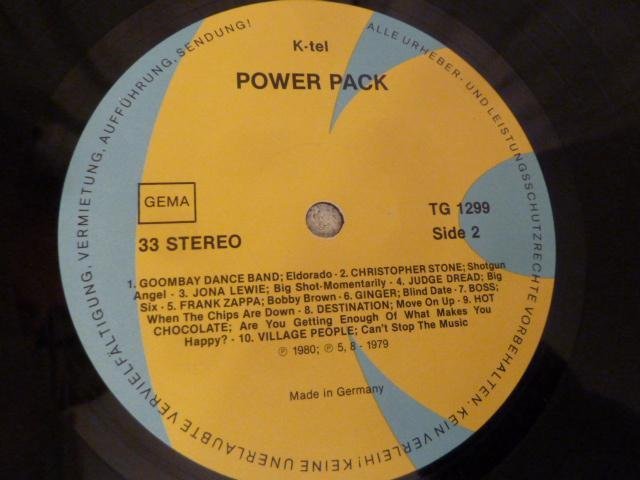 K-tel
POWER PACK
GEMA
33 STEREO
TG 1299
Side 2
1. GOOMBAY DANCE BAND; Eldorado - 2. CHRISTOPHER STONE; Shotgun
Angel - 3. JONA LEWIE; Big Shot-Momentarily - 4. JUDGE DREAD; Big
Six - 5. FRANK ZAPPA; Bobby Brown - 6. GINGER; Blind Date - 7. BOSS;
When The Chips Are Down - 8. DESTINATION; Move On Up - 9. HOT
CHOCOLATE; Are You Getting Enough Of What Makes You
Happy? - 10. VILLAGE PEOPLE; Can't Stop The Music
℗ 1980; ℗ 5, 8 - 1979
Made in Germany
ALLE URHEBER- UND LEISTUNGSSCHUTZRECHTE VORBEHALTEN. KEIN VERLEIH! KEINE UNERLAUBTE VERVIELFÄLTIGUNG, VERMIETUNG, AUFFÜHRUNG, SENDUNG!